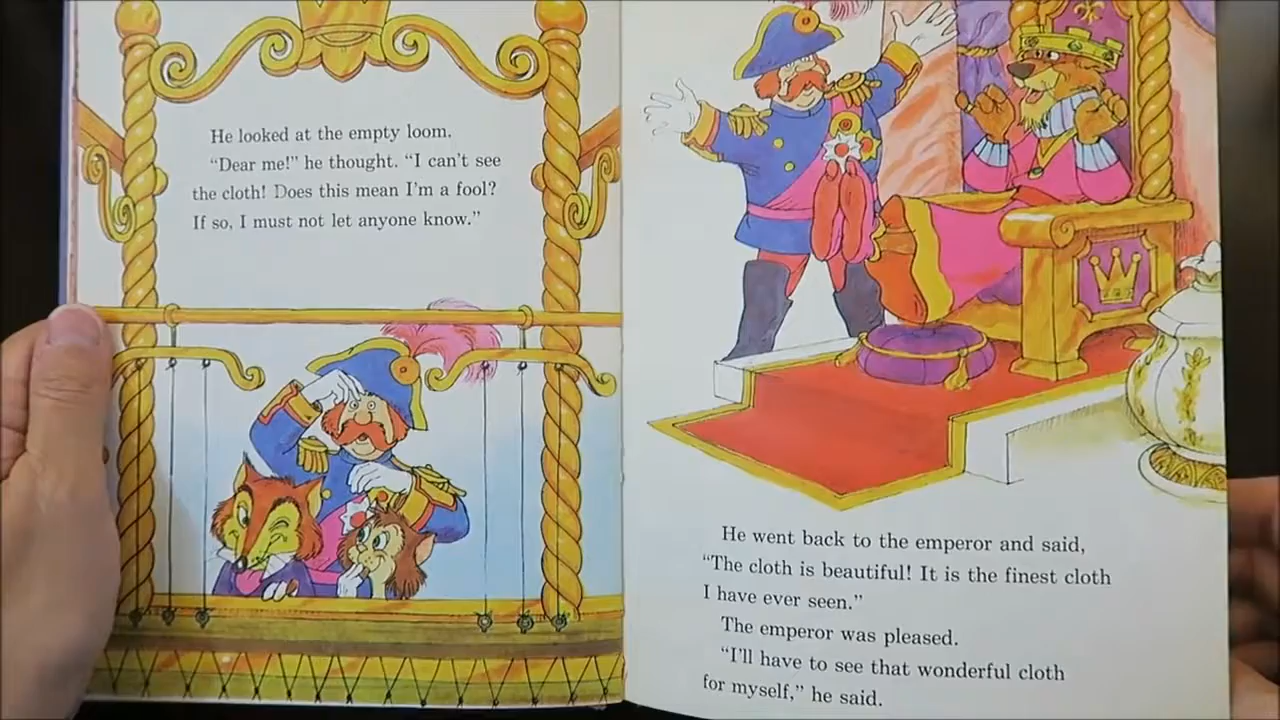 He looked at the empty loom.
“Dear me!” he thought. “I can’t see
the cloth! Does this mean I’m a fool?
If so, I must not let anyone know.”
He went back to the emperor and said,
“The cloth is beautiful! It is the finest cloth
I have ever seen.”
The emperor was pleased.
“I’ll have to see that wonderful cloth
for myself,” he said.